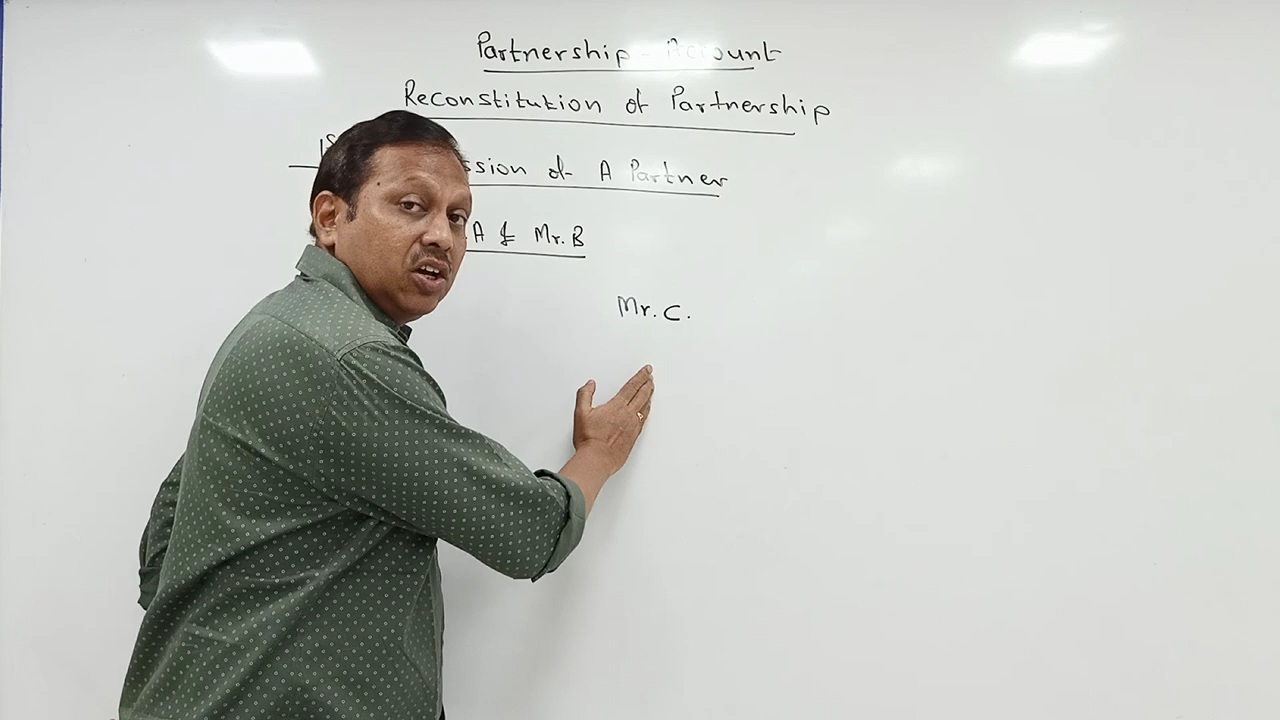 Partnership - Account
Reconstitution of Partnership
of A Partner
A & Mr. B
Mr. C.